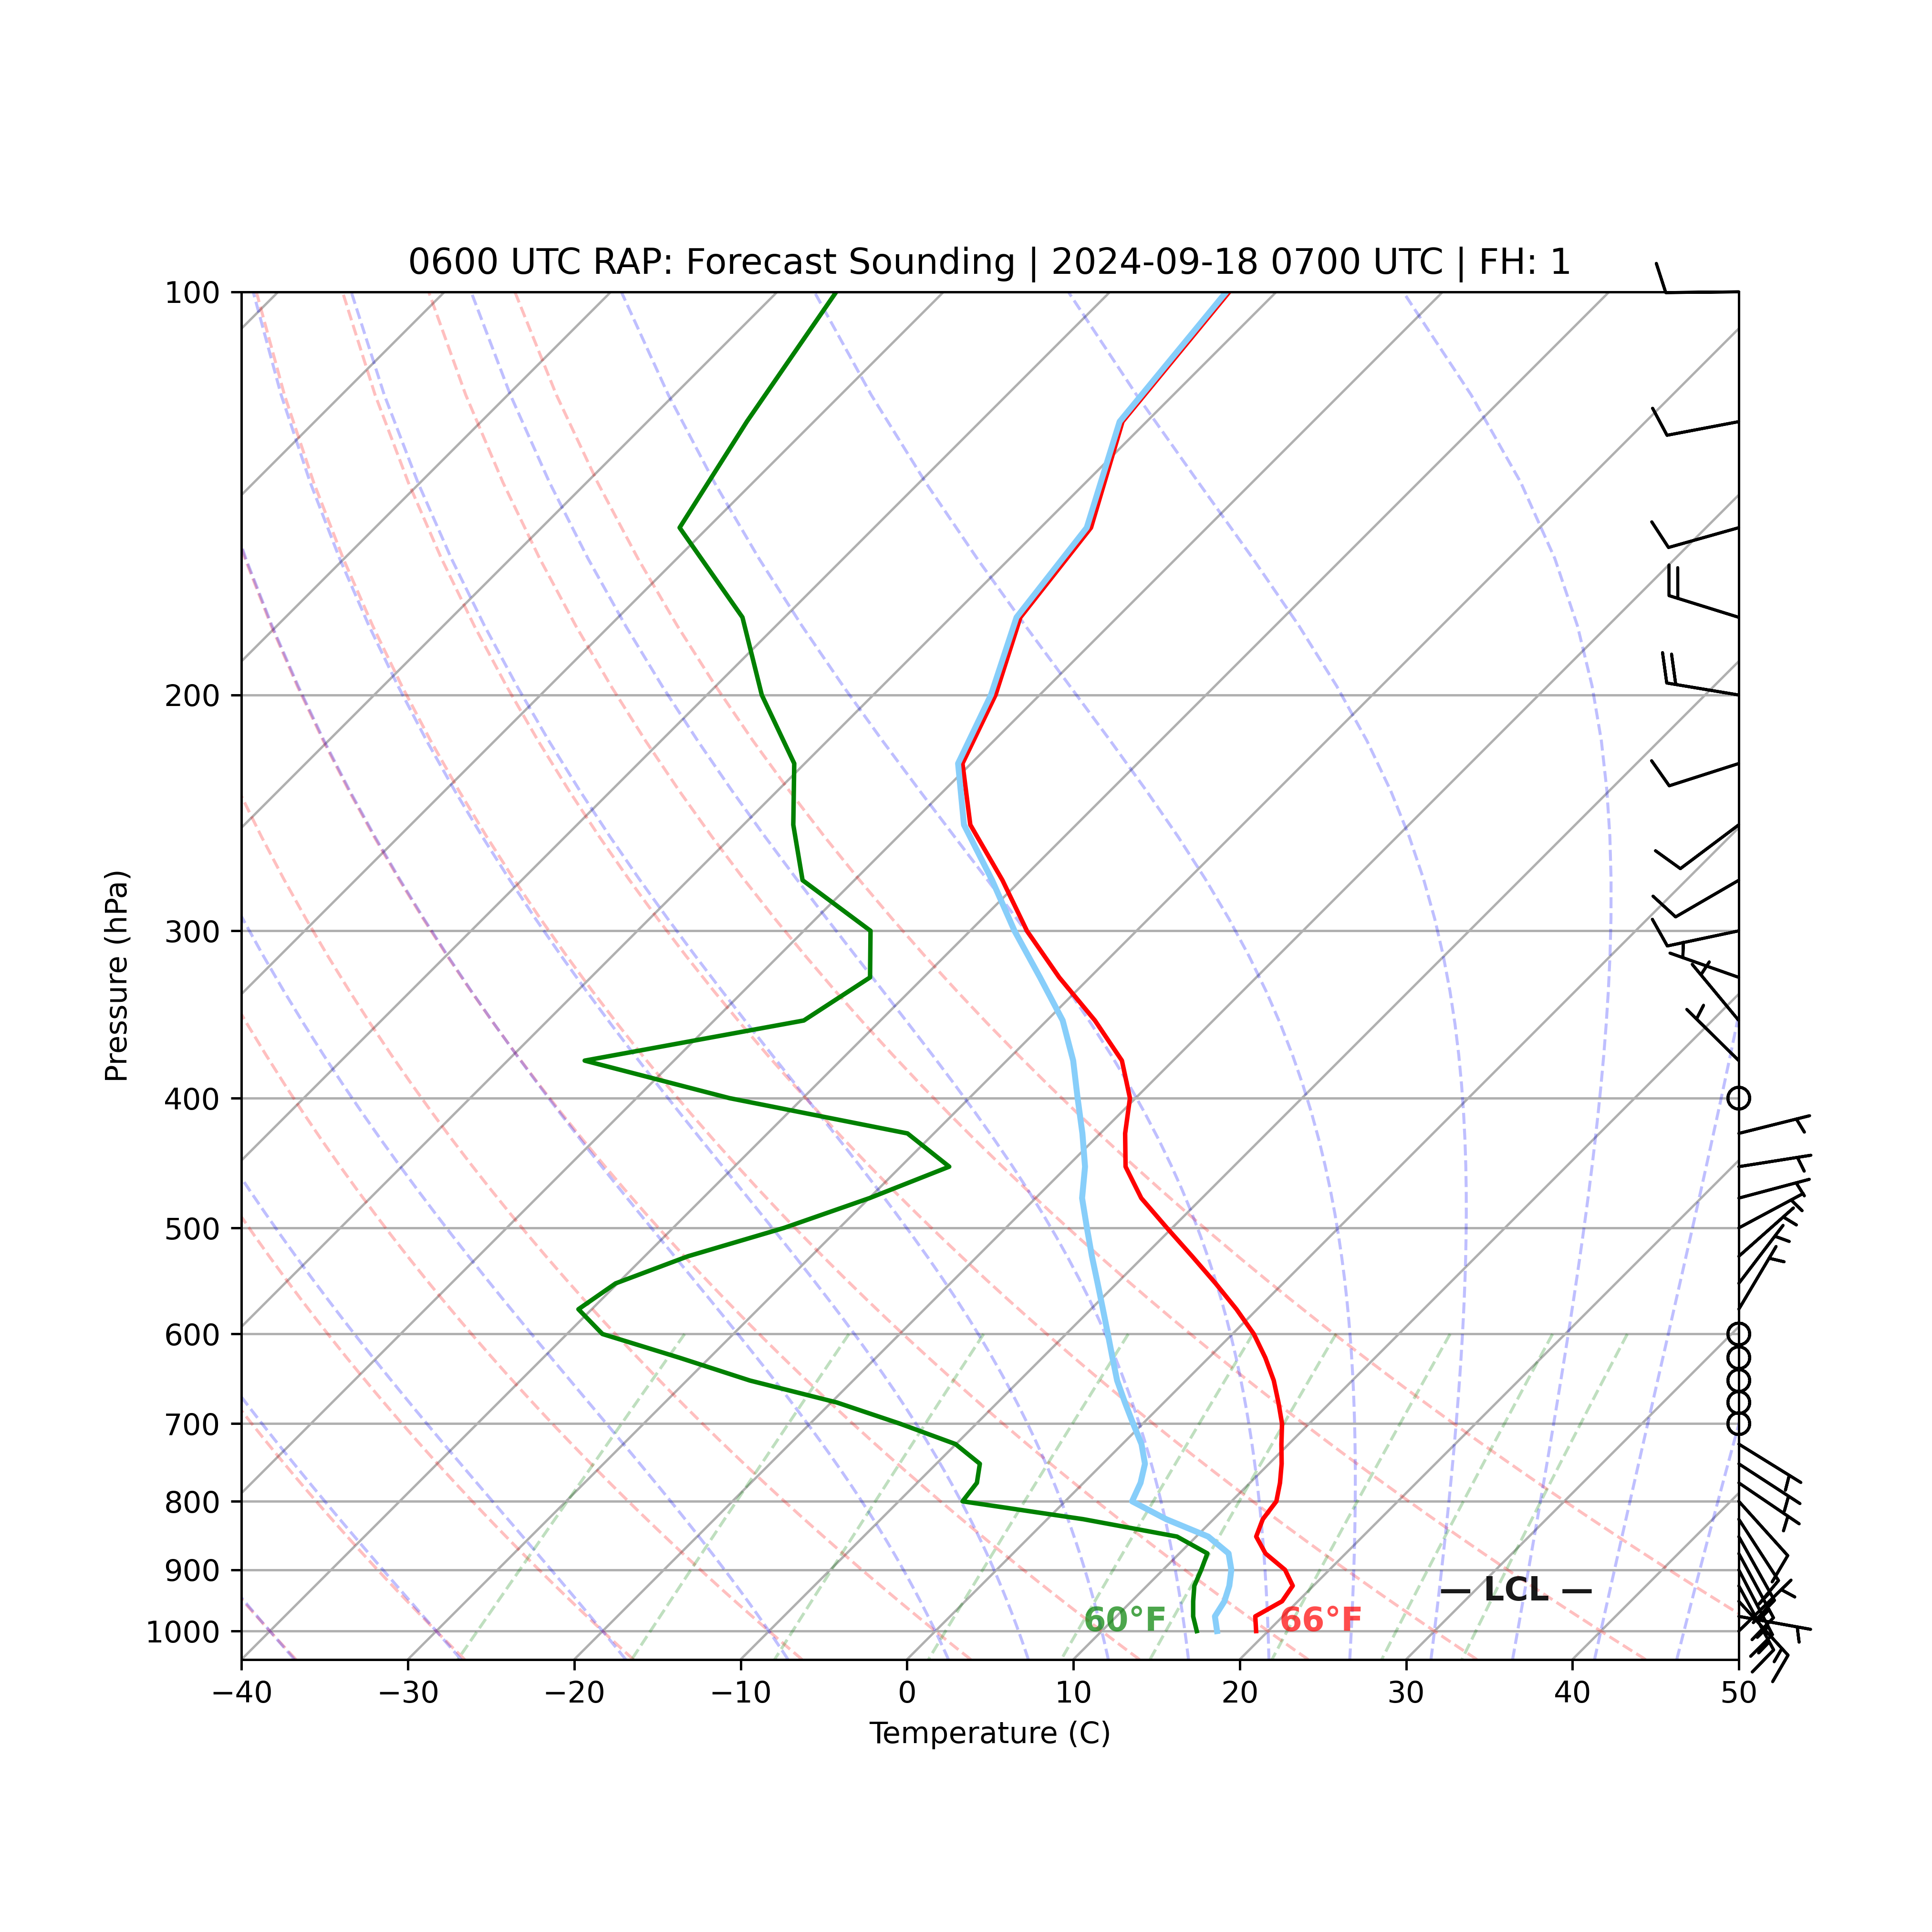 0600 UTC RAP: Forecast Sounding | 2024-09-18 0700 UTC | FH: 1
100
200
300
400
500
600
700
800
900
1000
Pressure (hPa)
— LCL —
60°F
66°F
−40 −30 −20 −10 0 10 20 30 40 50
Temperature (C)